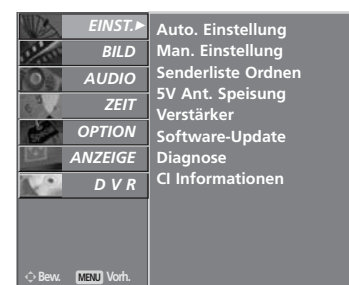 EINST.
BILD
AUDIO
ZEIT
OPTION
ANZEIGE
D V R
Auto. Einstellung
Man. Einstellung
Senderliste Ordnen
5V Ant. Speisung
Verstärker
Software-Update
Diagnose
CI Informationen
Bew. MENU Vorh.